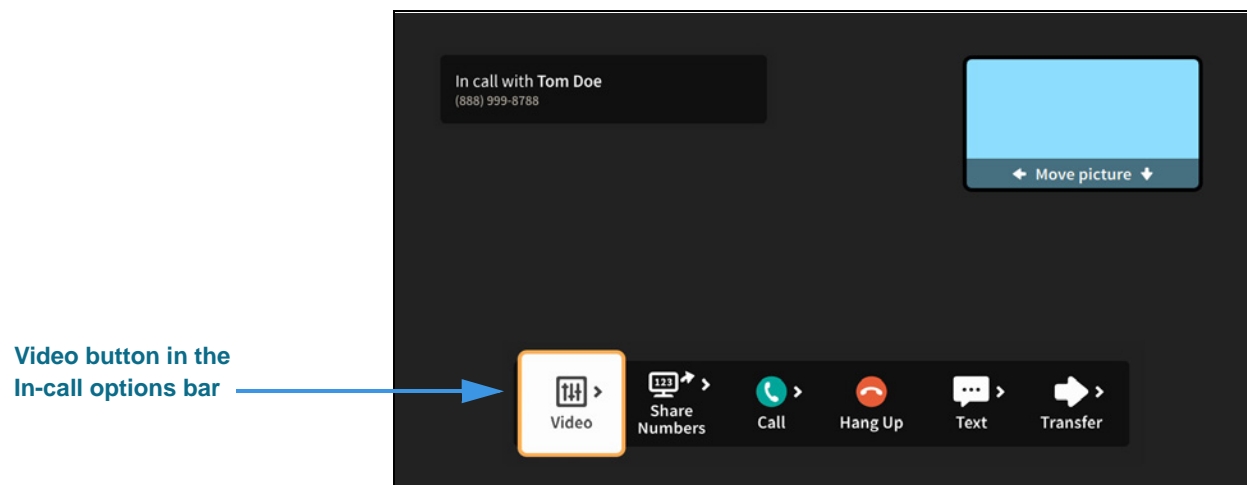 In call with Tom Doe
(888) 999-8788
Move picture
Video button in the
In-call options bar
Video
123
Share
Numbers
Call
Hang Up
Text
Transfer